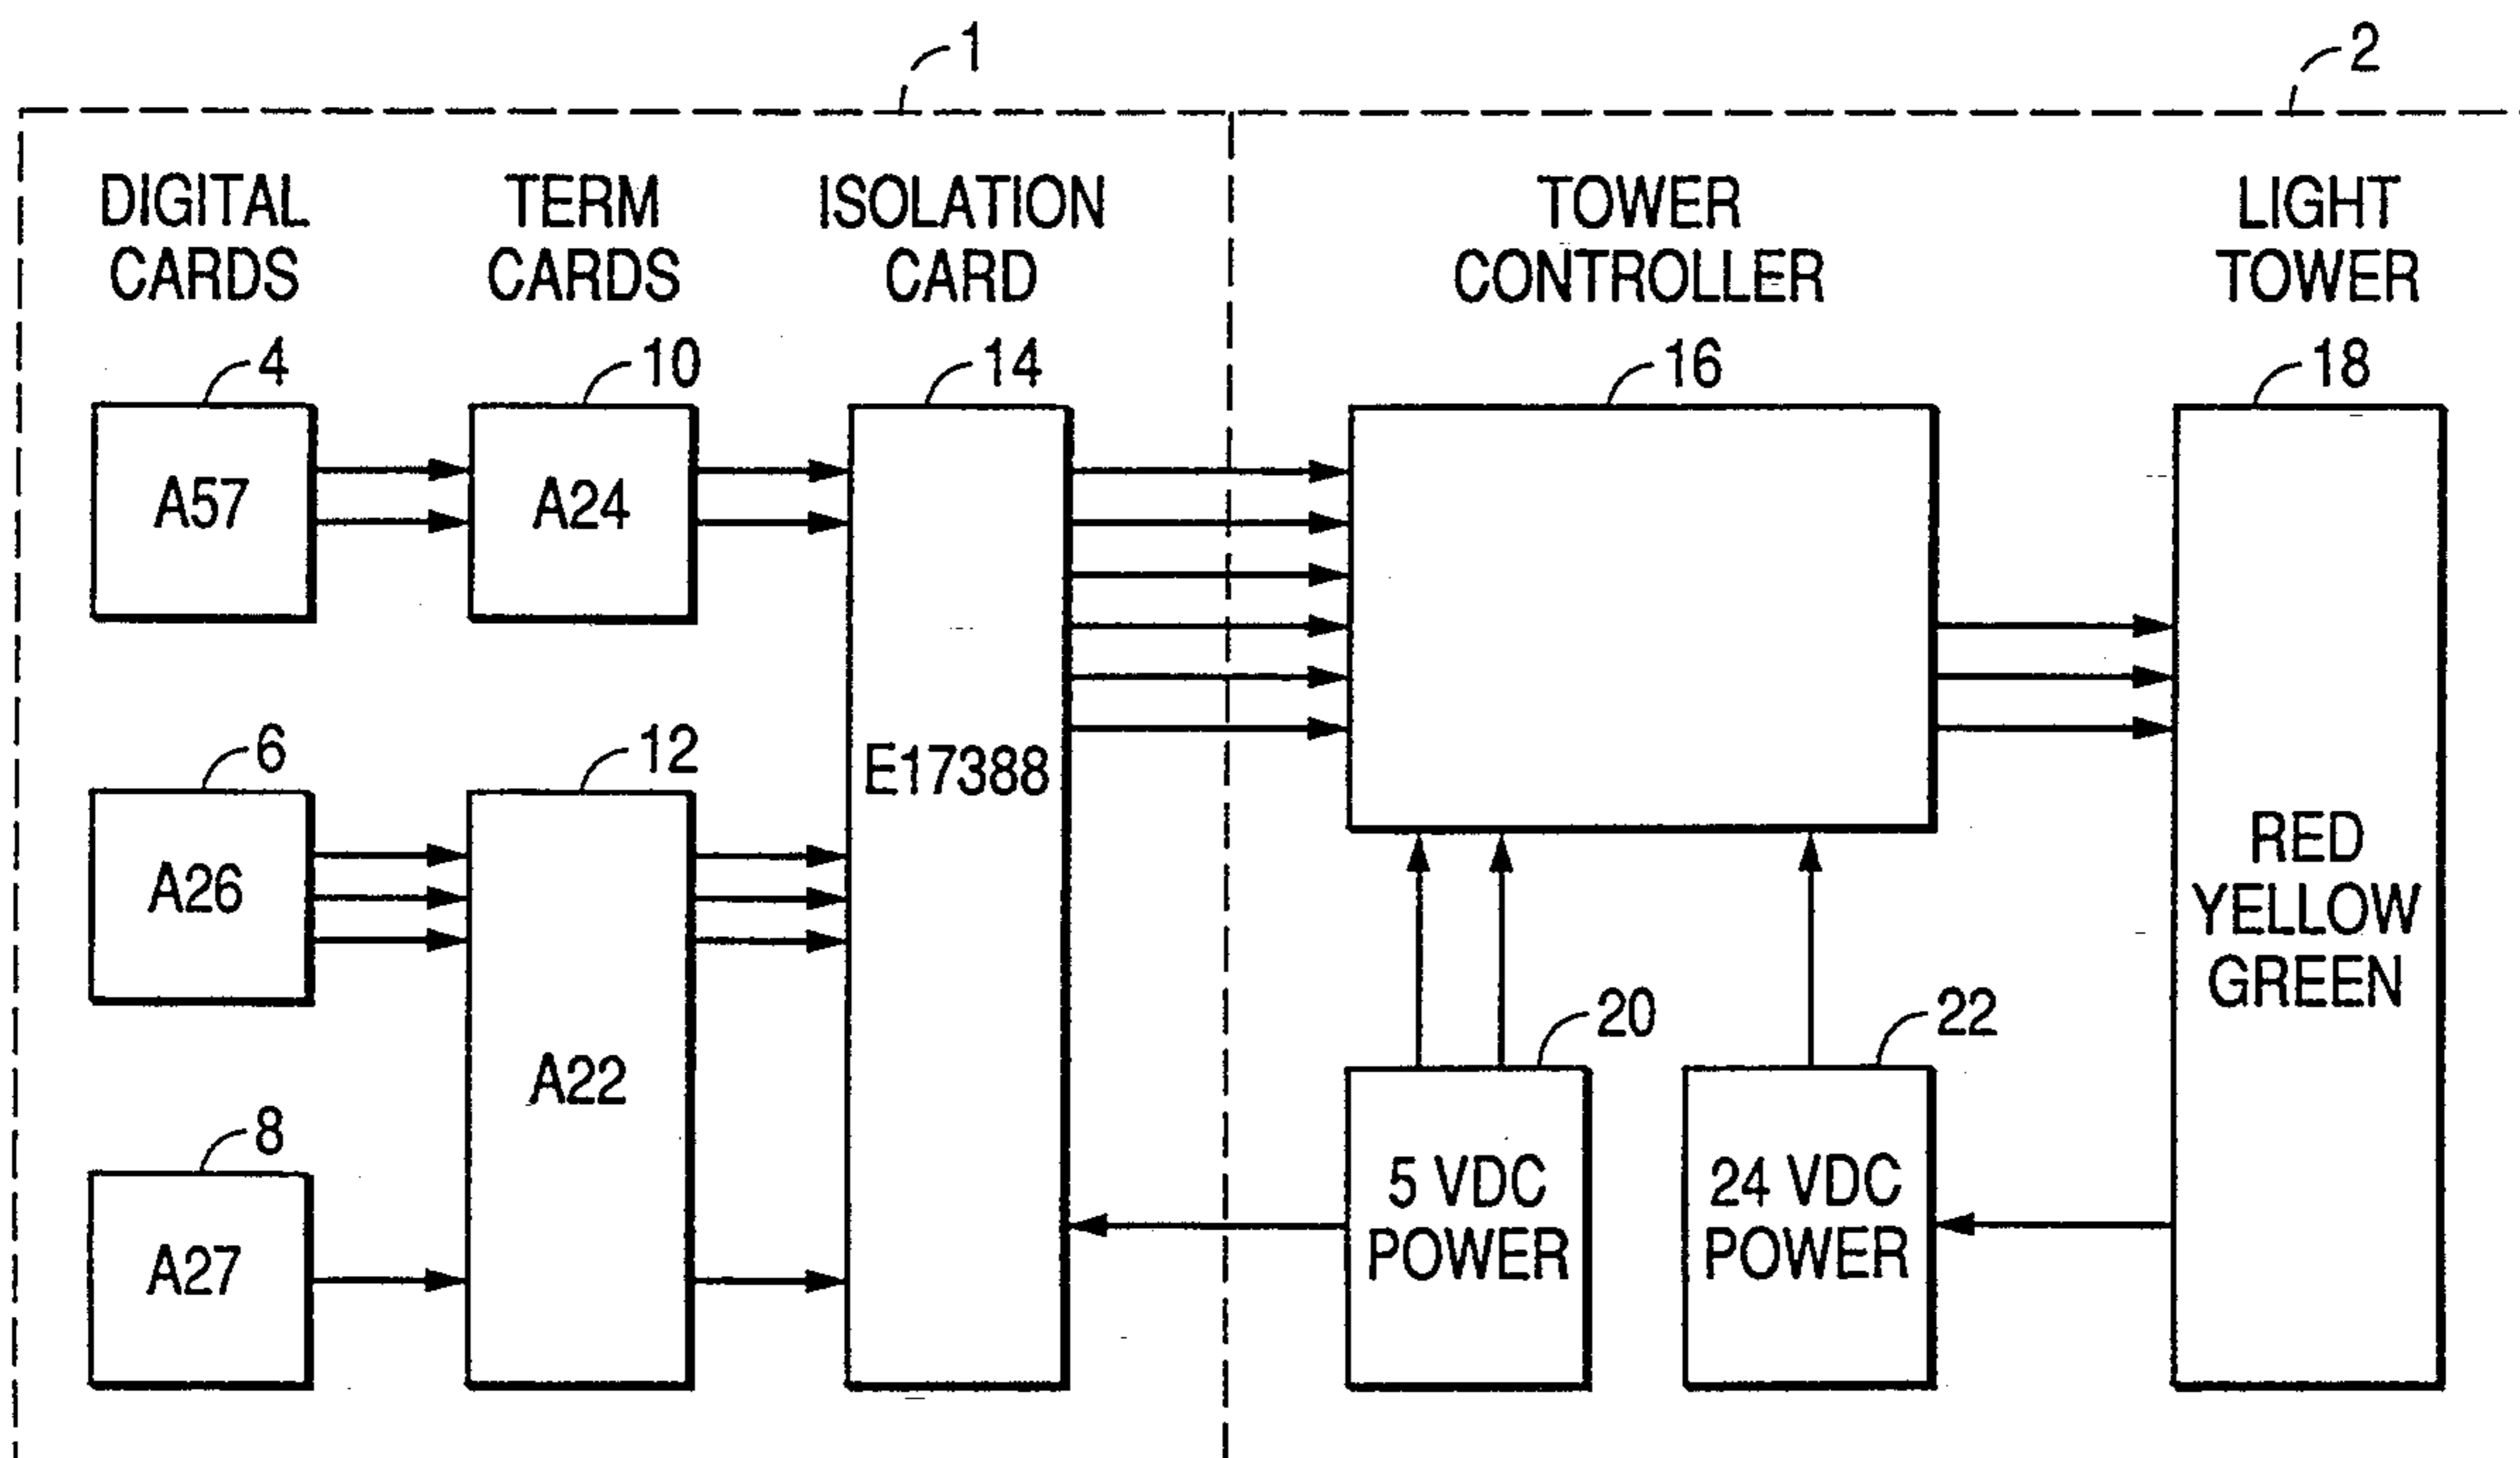 1
2
DIGITAL
CARDS
TERM
CARDS
ISOLATION
CARD
TOWER
CONTROLLER
LIGHT
TOWER
4
10
14
16
18
A57
A24
E17388
6
12
A26
A22
RED
YELLOW
GREEN
8
A27
20
22
5 VDC
POWER
24 VDC
POWER